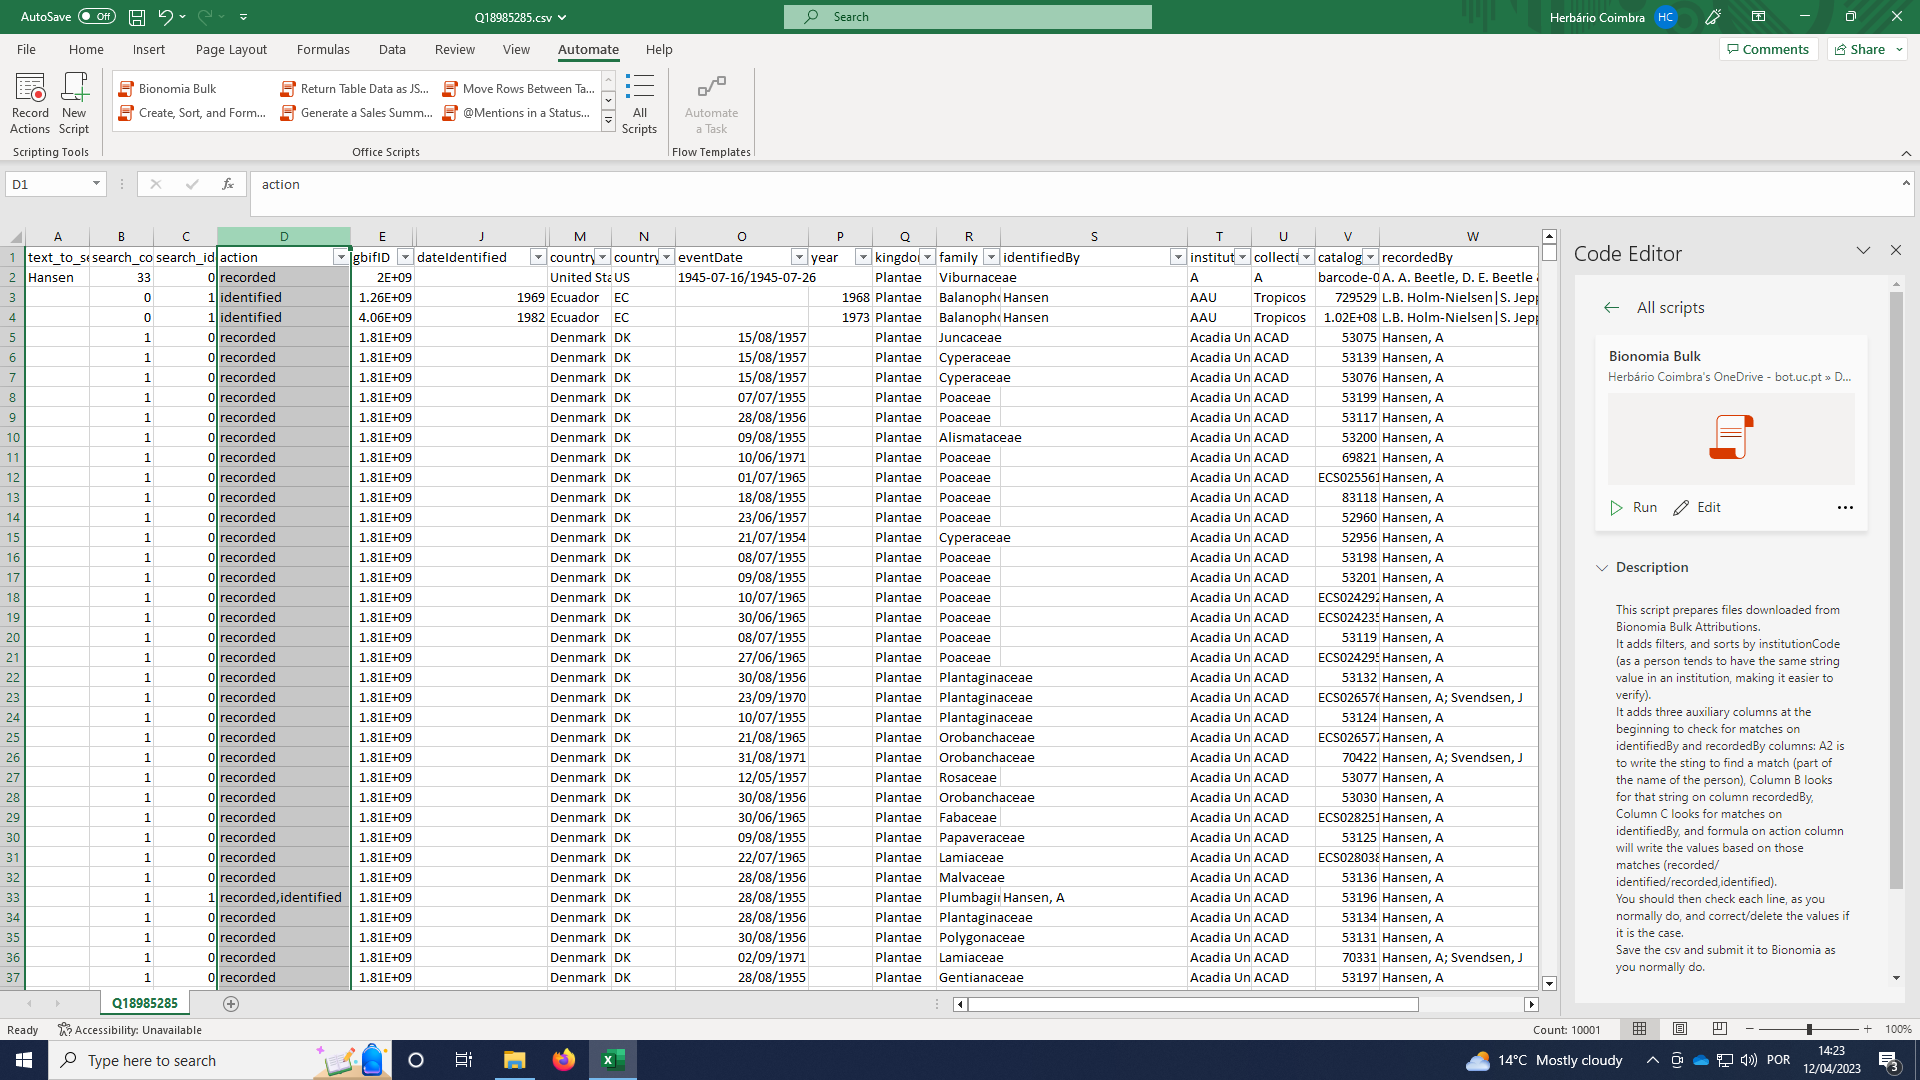 AutoSave Off Q18985285.csv Search Herbário Coimbra HC
File Home Insert Page Layout Formulas Data Review View Automate Help Comments Share
Record Actions New Script Bionomia Bulk Return Table Data as JS... Move Rows Between Ta... All Scripts Automate a Task
Create, Sort, and Form... Generate a Sales Summ... @Mentions in a Status...
Scripting Tools Office Scripts Flow Templates
D1 fx action
A B C D E J M N O P Q R S T U V W
1 text_to_se search_co search_id action gbifID dateIdentified country country eventDate year kingdo family identifiedBy institut collecti catalog recordedBy
2 Hansen 33 0 recorded 2E+09 United Sta US 1945-07-16/1945-07-26 Plantae Viburnaceae A A barcode-0 A. A. Beetle, D. E. Beetle
3 0 1 identified 1.26E+09 1969 Ecuador EC 1968 Plantae Balanopho Hansen AAU Tropicos 729529 L.B. Holm-Nielsen|S. Jepp
4 0 1 identified 4.06E+09 1982 Ecuador EC 1973 Plantae Balanopho Hansen AAU Tropicos 1.02E+08 L.B. Holm-Nielsen|S. Jepp
5 1 0 recorded 1.81E+09 Denmark DK 15/08/1957 Plantae Juncaceae Acadia Un ACAD 53075 Hansen, A
6 1 0 recorded 1.81E+09 Denmark DK 15/08/1957 Plantae Cyperaceae Acadia Un ACAD 53139 Hansen, A
7 1 0 recorded 1.81E+09 Denmark DK 15/08/1957 Plantae Cyperaceae Acadia Un ACAD 53076 Hansen, A
8 1 0 recorded 1.81E+09 Denmark DK 07/07/1955 Plantae Poaceae Acadia Un ACAD 53199 Hansen, A
9 1 0 recorded 1.81E+09 Denmark DK 28/08/1956 Plantae Poaceae Acadia Un ACAD 53117 Hansen, A
10 1 0 recorded 1.81E+09 Denmark DK 09/08/1955 Plantae Alismataceae Acadia Un ACAD 53200 Hansen, A
11 1 0 recorded 1.81E+09 Denmark DK 10/06/1971 Plantae Poaceae Acadia Un ACAD 69821 Hansen, A
12 1 0 recorded 1.81E+09 Denmark DK 01/07/1965 Plantae Poaceae Acadia Un ACAD ECS025561 Hansen, A
13 1 0 recorded 1.81E+09 Denmark DK 18/08/1955 Plantae Poaceae Acadia Un ACAD 83118 Hansen, A
14 1 0 recorded 1.81E+09 Denmark DK 23/06/1957 Plantae Poaceae Acadia Un ACAD 52960 Hansen, A
15 1 0 recorded 1.81E+09 Denmark DK 21/07/1954 Plantae Cyperaceae Acadia Un ACAD 52956 Hansen, A
16 1 0 recorded 1.81E+09 Denmark DK 08/07/1955 Plantae Poaceae Acadia Un ACAD 53198 Hansen, A
17 1 0 recorded 1.81E+09 Denmark DK 09/08/1955 Plantae Poaceae Acadia Un ACAD 53201 Hansen, A
18 1 0 recorded 1.81E+09 Denmark DK 10/07/1965 Plantae Poaceae Acadia Un ACAD ECS024292 Hansen, A
19 1 0 recorded 1.81E+09 Denmark DK 30/06/1965 Plantae Poaceae Acadia Un ACAD ECS024235 Hansen, A
20 1 0 recorded 1.81E+09 Denmark DK 08/07/1955 Plantae Poaceae Acadia Un ACAD 53119 Hansen, A
21 1 0 recorded 1.81E+09 Denmark DK 27/06/1965 Plantae Poaceae Acadia Un ACAD ECS024295 Hansen, A
22 1 0 recorded 1.81E+09 Denmark DK 30/08/1956 Plantae Plantaginaceae Acadia Un ACAD 53132 Hansen, A
23 1 0 recorded 1.81E+09 Denmark DK 23/09/1970 Plantae Plantaginaceae Acadia Un ACAD ECS026576 Hansen, A; Svendsen, J
24 1 0 recorded 1.81E+09 Denmark DK 10/07/1955 Plantae Plantaginaceae Acadia Un ACAD 53124 Hansen, A
25 1 0 recorded 1.81E+09 Denmark DK 21/08/1965 Plantae Orobanchaceae Acadia Un ACAD ECS026577 Hansen, A
26 1 0 recorded 1.81E+09 Denmark DK 31/08/1971 Plantae Orobanchaceae Acadia Un ACAD 70422 Hansen, A; Svendsen, J
27 1 0 recorded 1.81E+09 Denmark DK 12/05/1957 Plantae Rosaceae Acadia Un ACAD 53077 Hansen, A
28 1 0 recorded 1.81E+09 Denmark DK 30/08/1956 Plantae Orobanchaceae Acadia Un ACAD 53030 Hansen, A
29 1 0 recorded 1.81E+09 Denmark DK 30/06/1965 Plantae Fabaceae Acadia Un ACAD ECS028251 Hansen, A
30 1 0 recorded 1.81E+09 Denmark DK 09/08/1955 Plantae Papaveraceae Acadia Un ACAD 53125 Hansen, A
31 1 0 recorded 1.81E+09 Denmark DK 22/07/1965 Plantae Lamiaceae Acadia Un ACAD ECS028038 Hansen, A
32 1 0 recorded 1.81E+09 Denmark DK 28/08/1956 Plantae Malvaceae Acadia Un ACAD 53136 Hansen, A
33 1 1 recorded,identified 1.81E+09 Denmark DK 28/08/1955 Plantae Plumbagin Hansen, A Acadia Un ACAD 53196 Hansen, A
34 1 0 recorded 1.81E+09 Denmark DK 28/08/1956 Plantae Plantaginaceae Acadia Un ACAD 53134 Hansen, A
35 1 0 recorded 1.81E+09 Denmark DK 30/08/1956 Plantae Polygonaceae Acadia Un ACAD 53131 Hansen, A
36 1 0 recorded 1.81E+09 Denmark DK 02/09/1971 Plantae Lamiaceae Acadia Un ACAD 70331 Hansen, A; Svendsen, J
37 1 0 recorded 1.81E+09 Denmark DK 28/08/1955 Plantae Gentianaceae Acadia Un ACAD 53197 Hansen, A
Code Editor
All scripts
Bionomia Bulk
Herbário Coimbra's OneDrive - bot.uc.pt » D...
Run Edit
Description
This script prepares files downloaded from
Bionomia Bulk Attributions.
It adds filters, and sorts by institutionCode
(as a person tends to have the same string
value in an institution, making it easier to
verify).
It adds three auxiliary columns at the
beginning to check for matches on
identifiedBy and recordedBy columns: A2 is
to write the sting to find a match (part of
the name of the person), Column B looks
for that string on column recordedBy,
Column C looks for matches on
identifiedBy, and formula on action column
will write the values based on those
matches (recorded/
identified/recorded,identified).
You should then check each line, as you
normally do, and correct/delete the values if
it is the case.
Save the csv and submit it to Bionomia as
you normally do.
Q18985285
Ready Accessibility: Unavailable Count: 10001 100%
Type here to search 14°C Mostly cloudy POR 14:23
12/04/2023 3